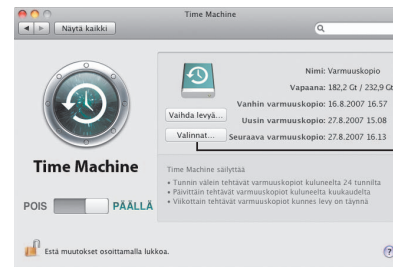 Time Machine
Näytä kaikki
Nimi: Varmuuskopio
Vapaana: 182,2 Gt / 232,9 Gt
Vanhin varmuuskopio: 16.8.2007 16.57
Vaihda levyä...
Uusin varmuuskopio: 27.8.2007 15.08
Valinnat...
Seuraava varmuuskopio: 27.8.2007 16.13
Time Machine
Time Machine säilyttää
• Tunnin välein tehtävät varmuuskopiot kuluneelta 24 tunnilta
• Päivittäin tehtävät varmuuskopiot kuluneelta kuukaudelta
• Viikottain tehtävät varmuuskopiot kunnes levy on täynnä
POIS PÄÄLLÄ
Estä muutokset osoittamalla lukkoa.
?